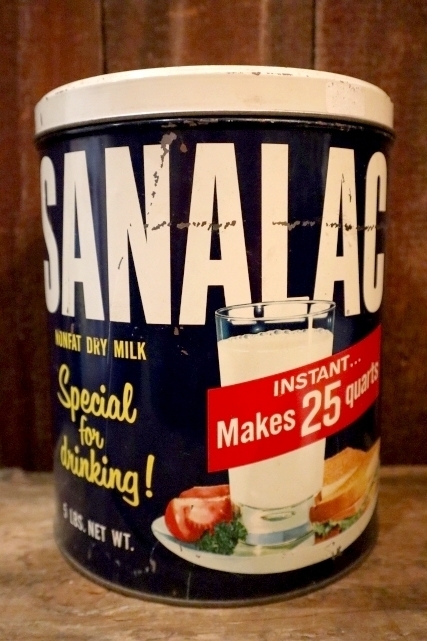 SANALAC
NONFAT DRY MILK
Special
for
drinking!
INSTANT...
Makes 25 quarts
5 LBS. NET WT.